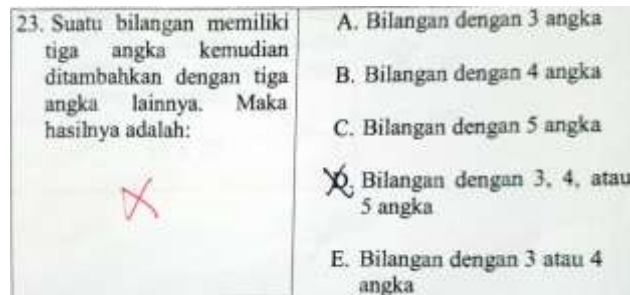 23. Suatu bilangan memiliki
tiga angka kemudian
ditambahkan dengan tiga
angka lainnya. Maka
hasilnya adalah:
A. Bilangan dengan 3 angka
B. Bilangan dengan 4 angka
C. Bilangan dengan 5 angka
D. Bilangan dengan 3, 4, atau
5 angka
E. Bilangan dengan 3 atau 4
angka